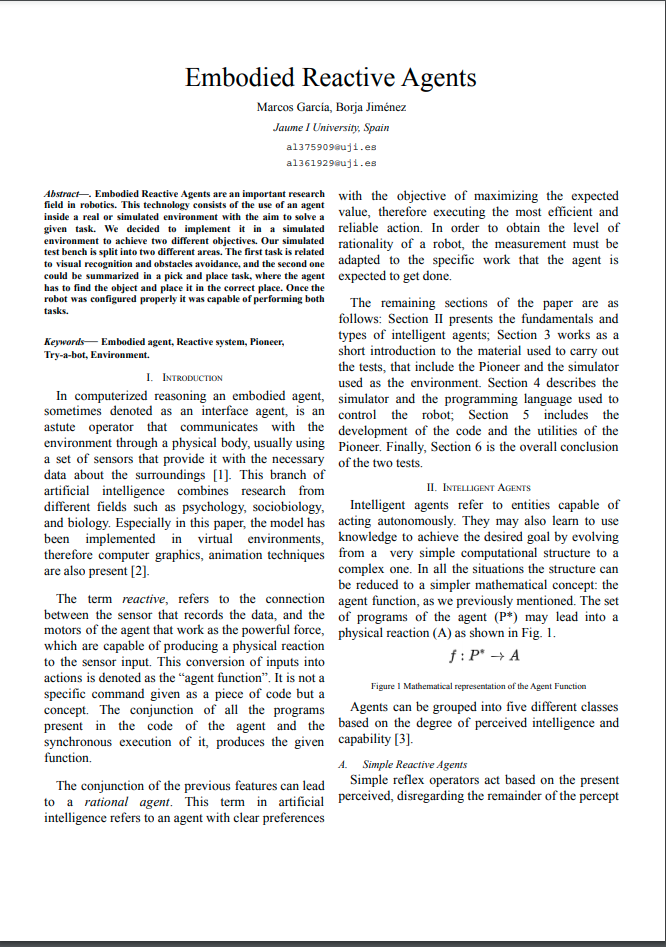 Embodied Reactive Agents
Marcos García, Borja Jiménez
Jaume I University, Spain
al375909@uji.es
al361929@uji.es
Abstract—. Embodied Reactive Agents are an important research
field in robotics. This technology consists of the use of an agent
inside a real or simulated environment with the aim to solve a
given task. We decided to implement it in a simulated
environment to achieve two different objectives. Our simulated
test bench is split into two different areas. The first task is related
to visual recognition and obstacles avoidance, and the second one
could be summarized in a pick and place task, where the agent
has to find the object and place it in the correct place. Once the
robot was configured properly it was capable of performing both
tasks.
Keywords— Embodied agent, Reactive system, Pioneer,
Try-a-bot, Environment.
I. Introduction
In computerized reasoning an embodied agent,
sometimes denoted as an interface agent, is an
astute operator that communicates with the
environment through a physical body, usually using
a set of sensors that provide it with the necessary
data about the surroundings [1]. This branch of
artificial intelligence combines research from
different fields such as psychology, sociobiology,
and biology. Especially in this paper, the model has
been implemented in virtual environments,
therefore computer graphics, animation techniques
are also present [2].
The term reactive, refers to the connection
between the sensor that records the data, and the
motors of the agent that work as the powerful force,
which are capable of producing a physical reaction
to the sensor input. This conversion of inputs into
actions is denoted as the “agent function”. It is not a
specific command given as a piece of code but a
concept. The conjunction of all the programs
present in the code of the agent and the
synchronous execution of it, produces the given
function.
The conjunction of the previous features can lead
to a rational agent. This term in artificial
intelligence refers to an agent with clear preferences
with the objective of maximizing the expected
value, therefore executing the most efficient and
reliable action. In order to obtain the level of
rationality of a robot, the measurement must be
adapted to the specific work that the agent is
expected to get done.
The remaining sections of the paper are as
follows: Section II presents the fundamentals and
types of intelligent agents; Section 3 works as a
short introduction to the material used to carry out
the tests, that include the Pioneer and the simulator
used as the environment. Section 4 describes the
simulator and the programming language used to
control the robot; Section 5 includes the
development of the code and the utilities of the
Pioneer. Finally, Section 6 is the overall conclusion
of the two tests.
II. Intelligent Agents
Intelligent agents refer to entities capable of
acting autonomously. They may also learn to use
knowledge to achieve the desired goal by evolving
from a very simple computational structure to a
complex one. In all the situations the structure can
be reduced to a simpler mathematical concept: the
agent function, as we previously mentioned. The set
of programs of the agent (P*) may lead into a
physical reaction (A) as shown in Fig. 1.
f : P* → A
Figure 1 Mathematical representation of the Agent Function
Agents can be grouped into five different classes
based on the degree of perceived intelligence and
capability [3].
A. Simple Reactive Agents
Simple reflex operators act based on the present
perceived, disregarding the remainder of the percept